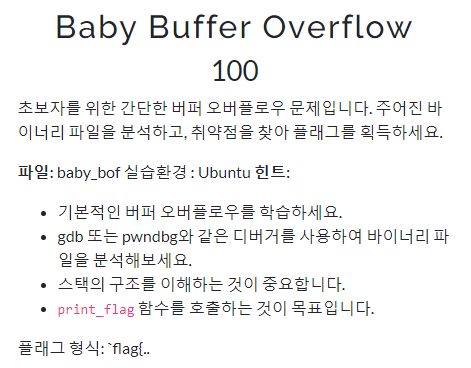 Baby Buffer Overflow
100
초보자를 위한 간단한 버퍼 오버플로우 문제입니다. 주어진 바
이너리 파일을 분석하고, 취약점을 찾아 플래그를 획득하세요.
파일: baby_bof 실습환경 : Ubuntu 힌트:
• 기본적인 버퍼 오버플로우를 학습하세요.
• gdb 또는 pwndbg와 같은 디버거를 사용하여 바이너리 파
일을 분석해보세요.
• 스택의 구조를 이해하는 것이 중요합니다.
• print_flag 함수를 호출하는 것이 목표입니다.
플래그 형식: `flag{..